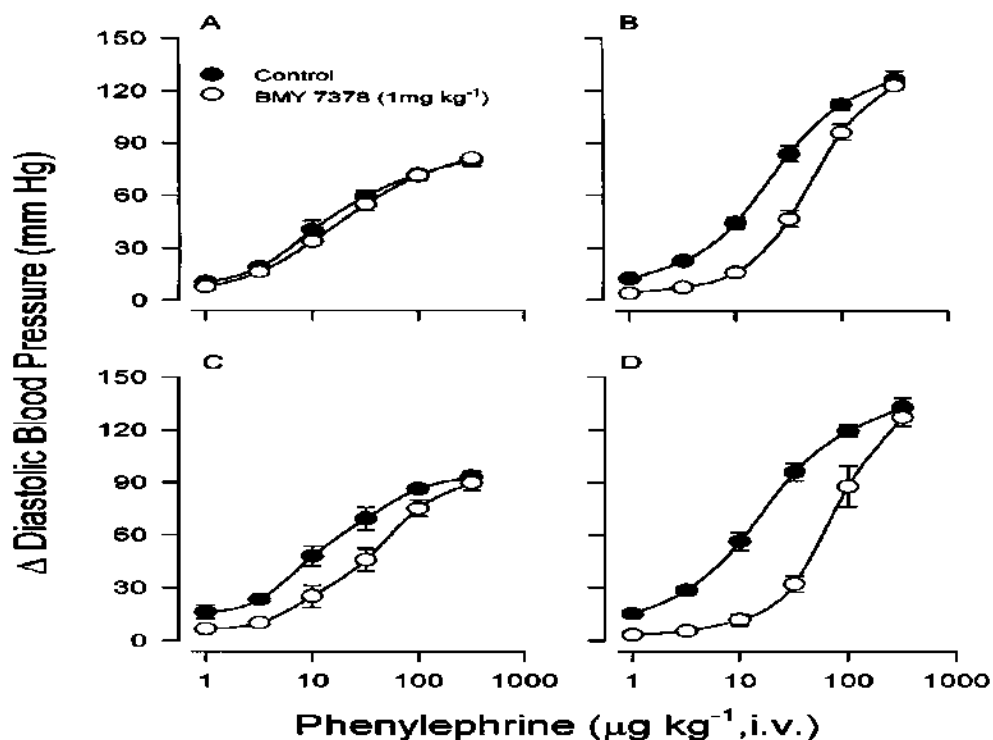 A
B
150
120
90
60
30
0
Control
BMY 7378 (1mg kg⁻¹)
C
D
150
120
90
60
30
0
1 10 100 1000
1 10 100 1000
Δ Diastolic Blood Pressure (mm Hg)
Phenylephrine (μg kg⁻¹,i.v.)